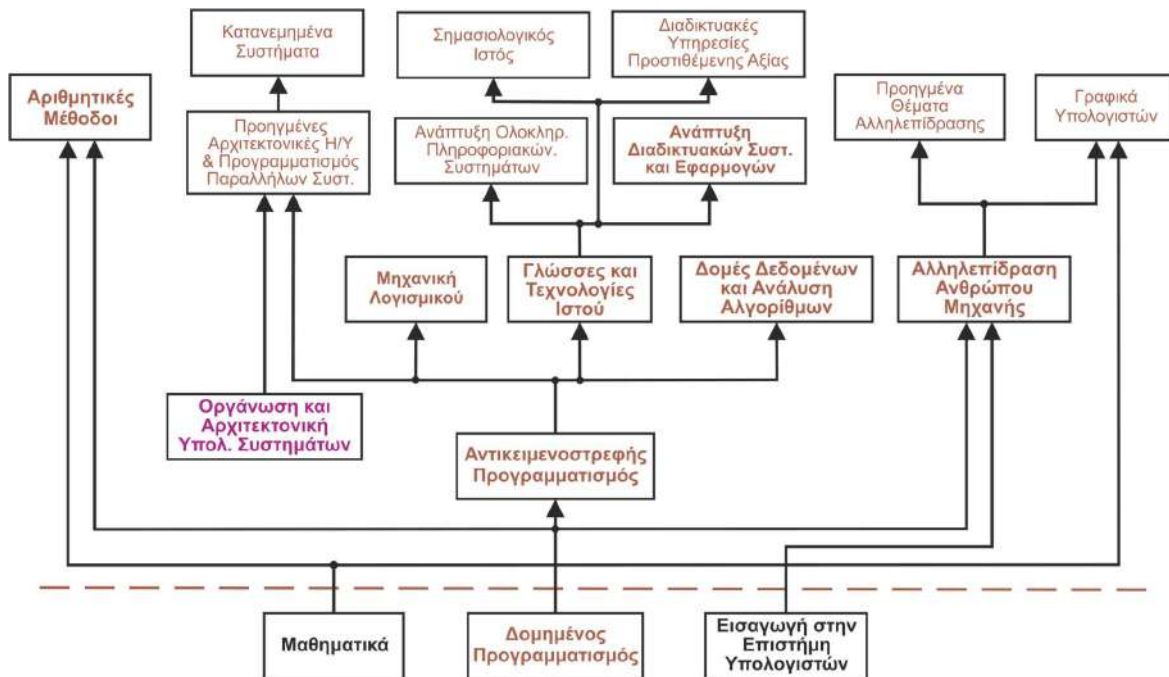 Κατανεμημένα
Συστήματα
Σημασιολογικός
Ιστός
Διαδικτυακές
Υπηρεσίες
Προστιθέμενης Αξίας
Αριθμητικές
Μέθοδοι
Προηγμένες
Αρχιτεκτονικές Η/Υ
& Προγραμματισμός
Παραλλήλων Συστ.
Ανάπτυξη Ολοκληρ.
Πληροφοριακών.
Συστημάτων
Ανάπτυξη
Διαδικτυακών Συστ.
και Εφαρμογών
Προηγμένα
Θέματα
Αλληλεπίδρασης
Γραφικά
Υπολογιστών
Μηχανική
Λογισμικού
Γλώσσες και
Τεχνολογίες
Ιστού
Δομές Δεδομένων
και Ανάλυση
Αλγορίθμων
Αλληλεπίδραση
Ανθρώπου
Μηχανής
Οργάνωση και
Αρχιτεκτονική
Υπολ. Συστημάτων
Αντικειμενοστρεφής
Προγραμματισμός
Μαθηματικά
Δομημένος
Προγραμματισμός
Εισαγωγή στην
Επιστήμη
Υπολογιστών